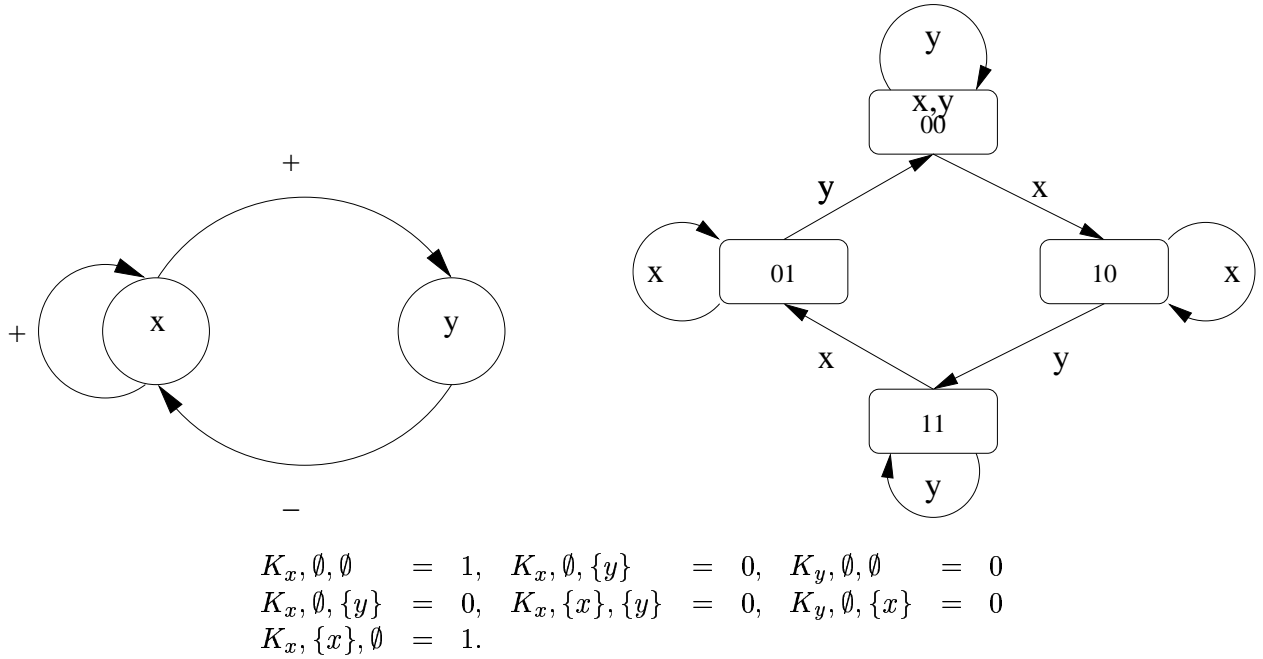 +
x
y
+
−
y
x,y
00
y
x
x
01
10
x
x
y
11
y
K_x, ∅, ∅ = 1, K_x, ∅, {y} = 0, K_y, ∅, ∅ = 0
K_x, ∅, {y} = 0, K_x, {x}, {y} = 0, K_y, ∅, {x} = 0
K_x, {x}, ∅ = 1.